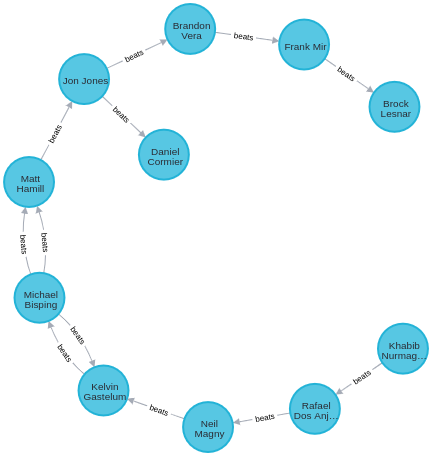 Brandon
Vera
beats
Frank Mir
beats
Jon Jones
beats
Brock
Lesnar
beats
Daniel
Cormier
beats
Matt
Hamill
beats
beats
Michael
Bisping
beats
beats
Kelvin
Gastelum
beats
Neil
Magny
beats
Rafael
Dos Anj…
beats
Khabib
Nurmag…